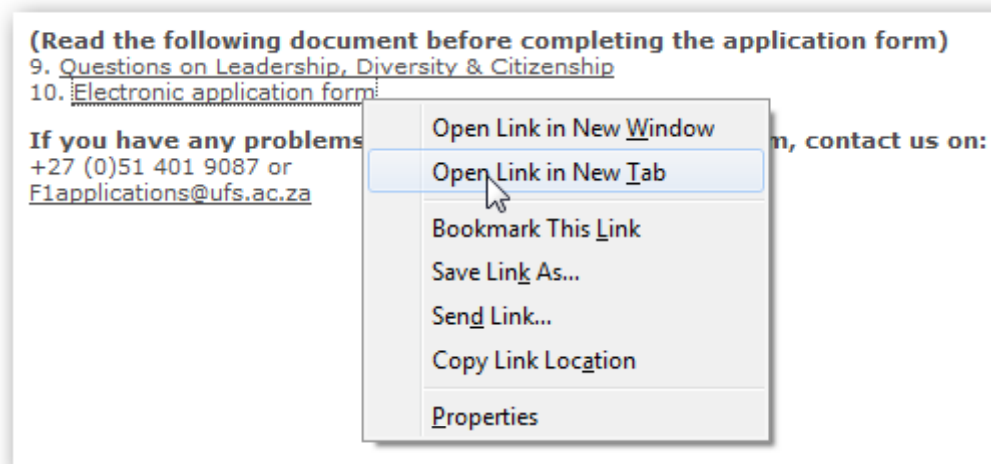 (Read the following document before completing the application form)
9. Questions on Leadership, Diversity & Citizenship
10. Electronic application form
If you have any problems m, contact us on:
+27 (0)51 401 9087 or
F1applications@ufs.ac.za
Open Link in New Window
Open Link in New Tab
Bookmark This Link
Save Link As...
Send Link...
Copy Link Location
Properties